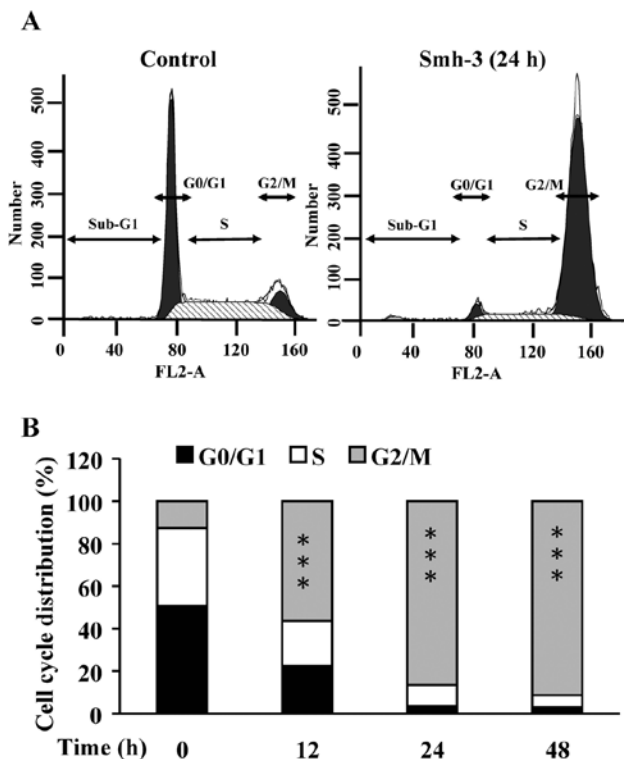 A
Control
Smh-3 (24 h)
Number
500
400
300
200
100
0
Sub-G1
G0/G1
S
G2/M
0 40 80 120 160
FL2-A
Number
500
400
300
200
100
0
Sub-G1
G0/G1
S
G2/M
0 40 80 120 160
FL2-A
B
G0/G1 S G2/M
Cell cycle distribution (%)
120
100
80
60
40
20
0
***
***
***
Time (h) 0 12 24 48